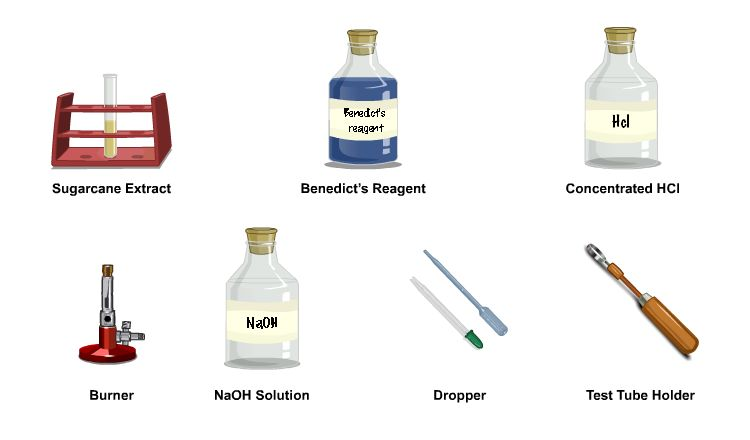 Benedict's
reagent
Hcl
Sugarcane Extract
Benedict's Reagent
Concentrated HCl
NaOH
Burner
NaOH Solution
Dropper
Test Tube Holder